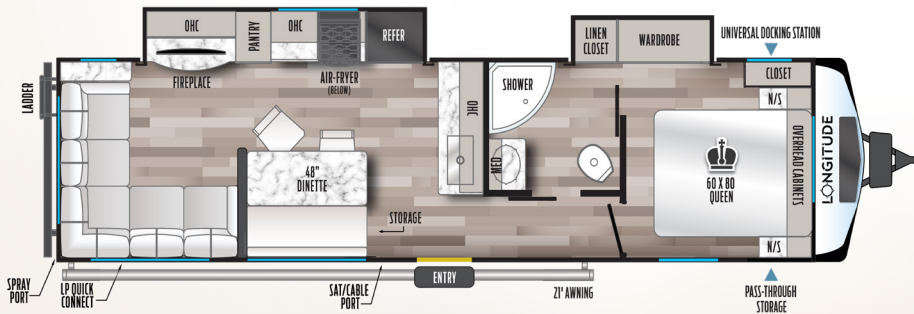 OHC
PANTRY
OHC
REFER
FIREPLACE
AIR-FRYER
(BELOW)
LINEN
CLOSET
WARDROBE
UNIVERSAL DOCKING STATION
CLOSET
LADDER
SHOWER
N/S
OHC
MED
48"
DINETTE
60 X 80
QUEEN
OVERHEAD CABINETS
LONGITUDE
STORAGE
N/S
SPRAY
PORT
LP QUICK
CONNECT
SAT/CABLE
PORT
ENTRY
21' AWNING
PASS-THROUGH
STORAGE